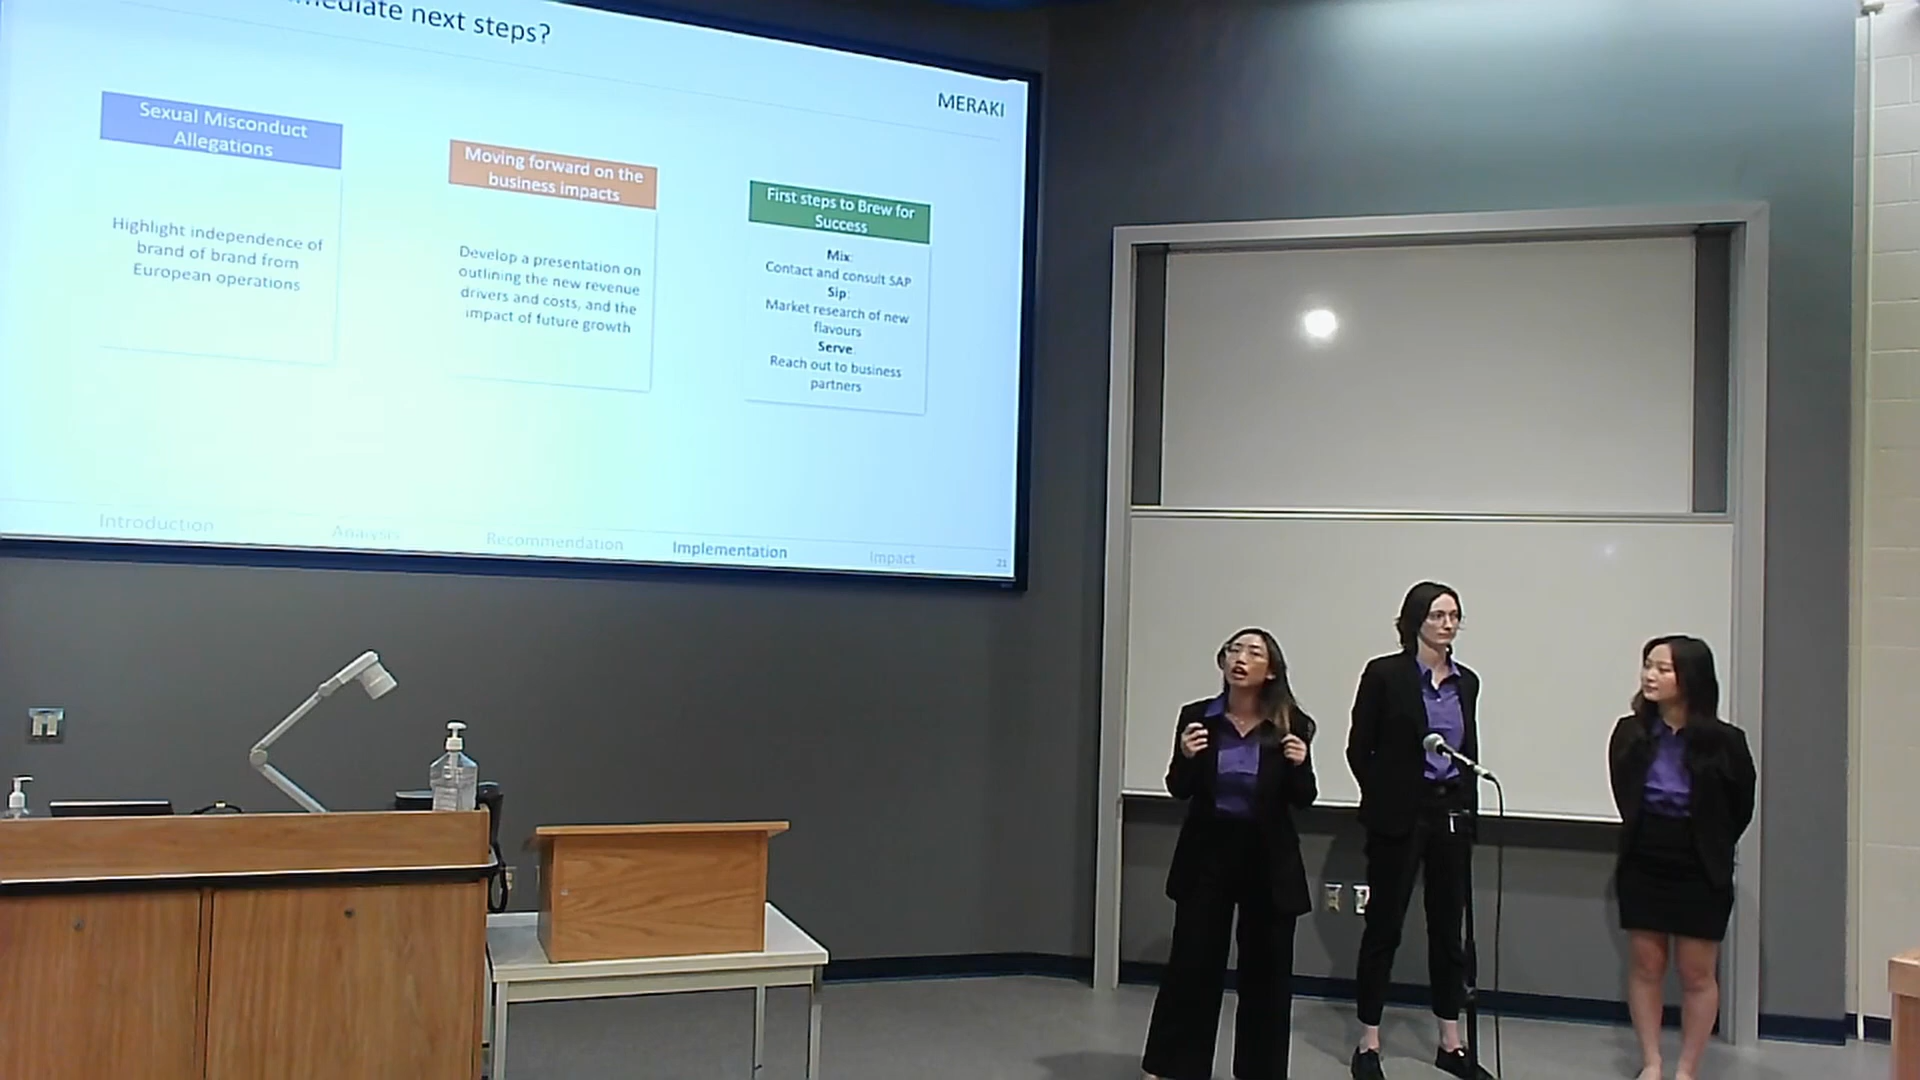 next steps?
MERAKI
Sexual Misconduct
Allegations
Highlight independence of
brand of brand from
European operations
Moving forward on the
business impacts
Develop a presentation on
outlining the new revenue
drivers and costs, and the
impact of future growth
First steps to Brew for
Success
Mix:
Contact and consult SAP
Sip:
Market research of new
flavours
Serve:
Reach out to business
partners
Introduction
Analysis
Recommendation
Implementation
Impact
21